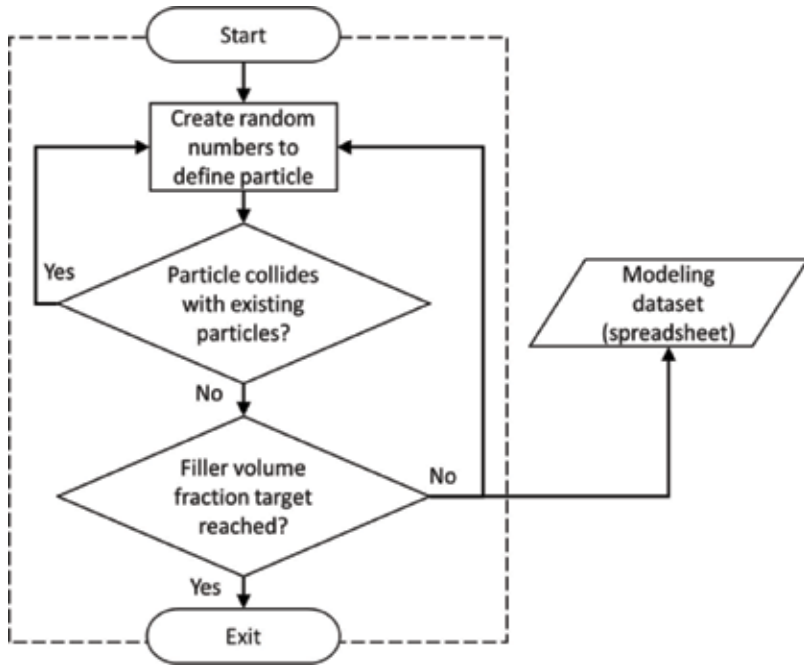 Start
Create random
numbers to
define particle
Yes
Particle collides
with existing
particles?
Modeling
dataset
(spreadsheet)
No
Filler volume
fraction target
reached?
No
Yes
Exit